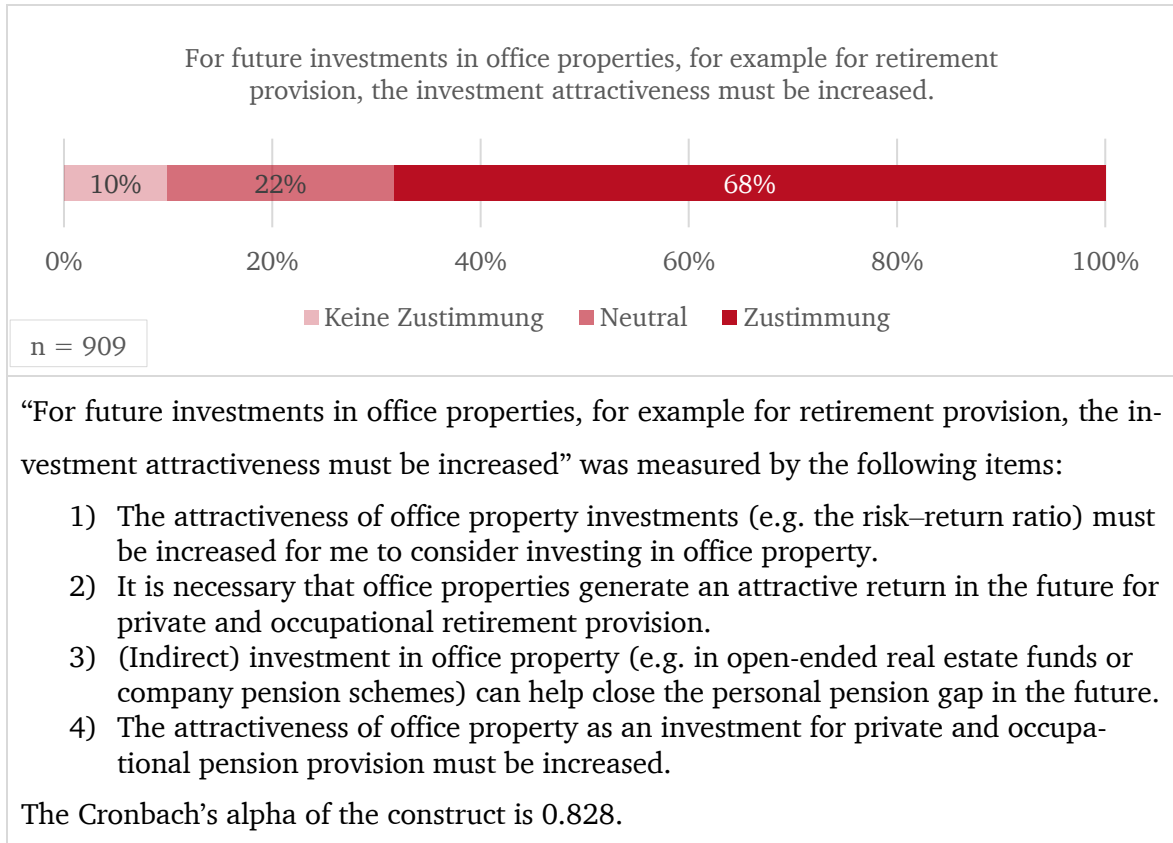 For future investments in office properties, for example for retirement
provision, the investment attractiveness must be increased.
10% 22% 68%
0% 20% 40% 60% 80% 100%
Keine Zustimmung Neutral Zustimmung
n = 909
“For future investments in office properties, for example for retirement provision, the in-
vestment attractiveness must be increased” was measured by the following items:
1) The attractiveness of office property investments (e.g. the risk–return ratio) must
be increased for me to consider investing in office property.
2) It is necessary that office properties generate an attractive return in the future for
private and occupational retirement provision.
3) (Indirect) investment in office property (e.g. in open-ended real estate funds or
company pension schemes) can help close the personal pension gap in the future.
4) The attractiveness of office property as an investment for private and occupa-
tional pension provision must be increased.
The Cronbach’s alpha of the construct is 0.828.